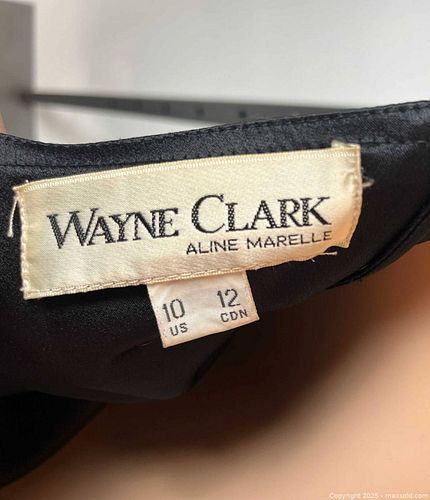 WAYNE CLARK
ALINE MARELLE
10 12
US CDN
Copyright 2025 - maxsold.com